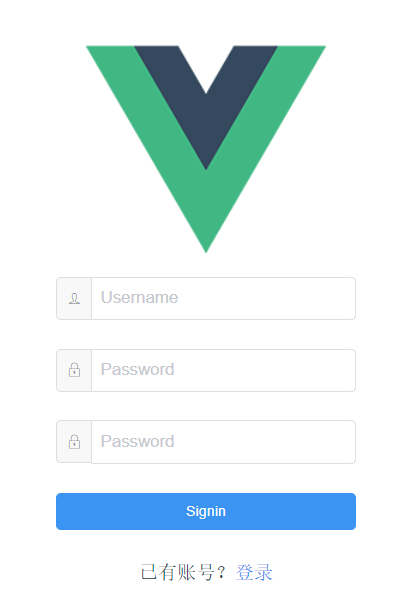 Username
Password
Password
Signin
已有账号？登录